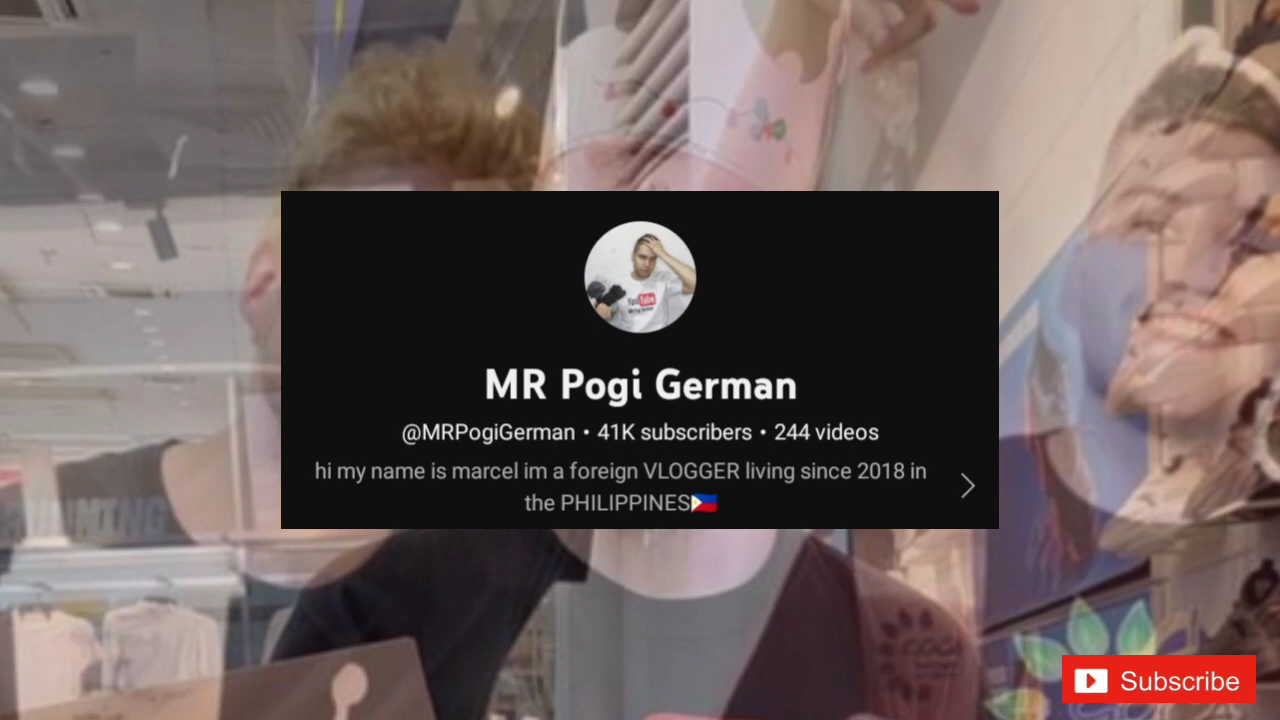 MR Pogi German
@MRPogiGerman • 41K subscribers • 244 videos
hi my name is marcel im a foreign VLOGGER living since 2018 in
the PHILIPPINES🇵🇭
Subscribe